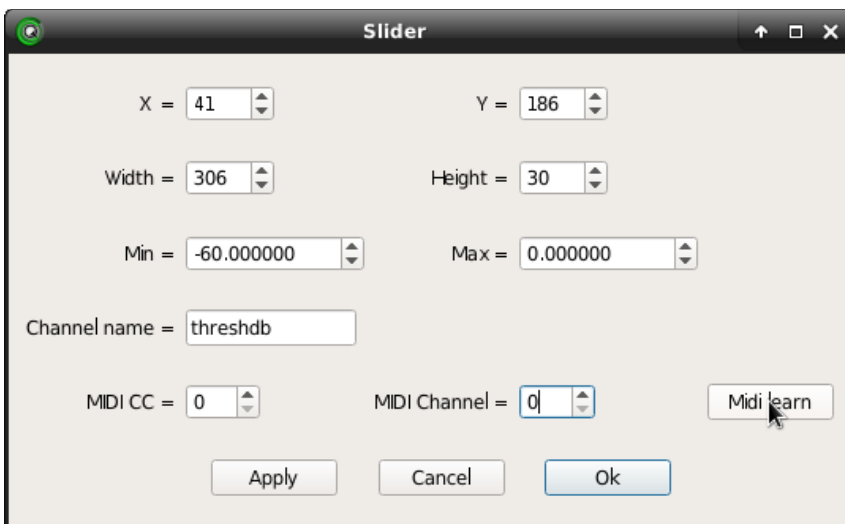 Slider
X = 41 Y = 186
Width = 306 Height = 30
Min = -60.000000 Max = 0.000000
Channel name = threshdb
MIDI CC = 0 MIDI Channel = 0 Midi learn
Apply Cancel Ok